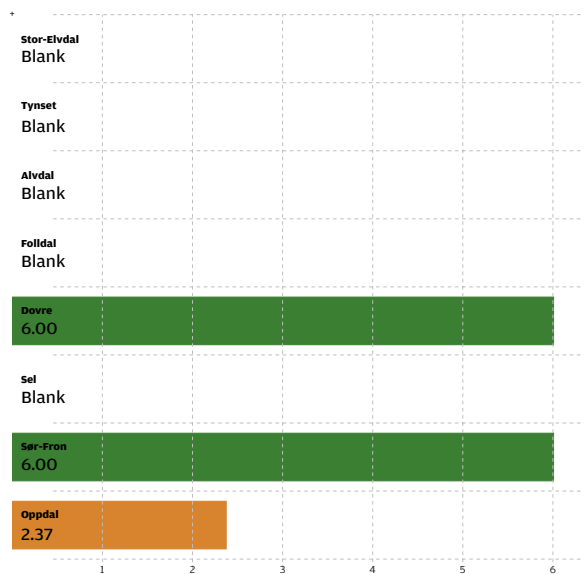 +
Stor-Elvdal
Blank
Tynset
Blank
Alvdal
Blank
Folldal
Blank
Dovre
6.00
Sel
Blank
Sør-Fron
6.00
Oppdal
2.37
1 2 3 4 5 6